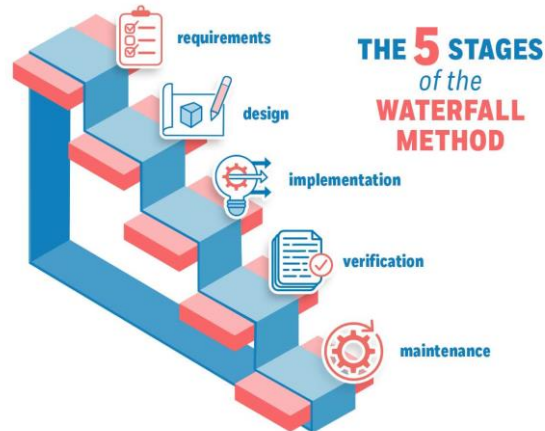 THE 5 STAGES
of the
WATERFALL
METHOD
requirements
design
implementation
verification
maintenance